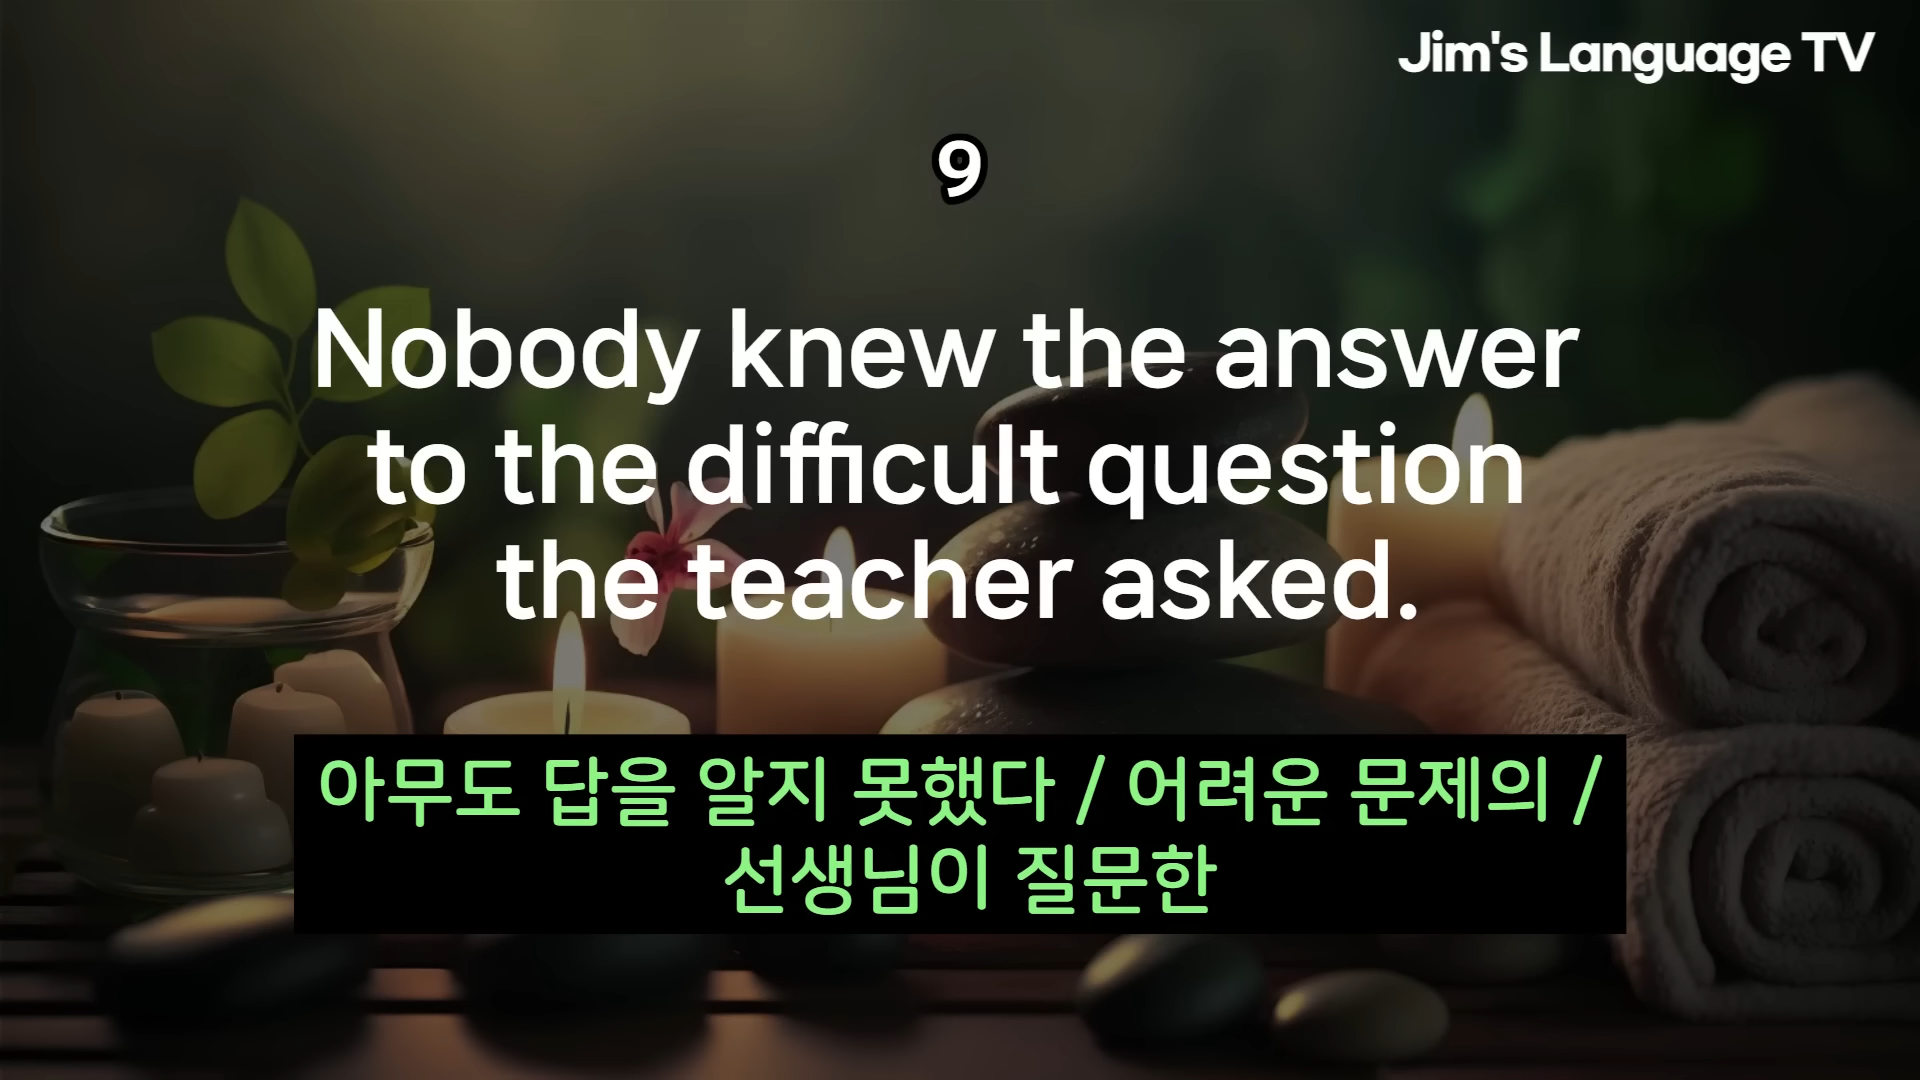 Jim's Language TV
9
Nobody knew the answer
to the difficult question
the teacher asked.
아무도 답을 알지 못했다 / 어려운 문제의 /
선생님이 질문한